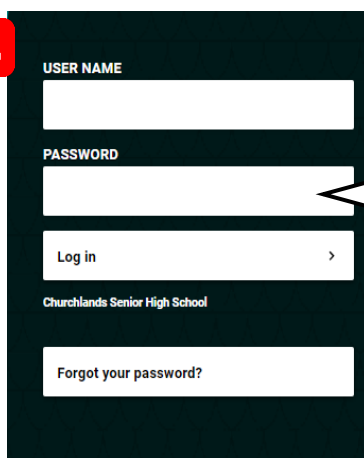 USER NAME
PASSWORD
Log in
Churchlands Senior High School
Forgot your password?